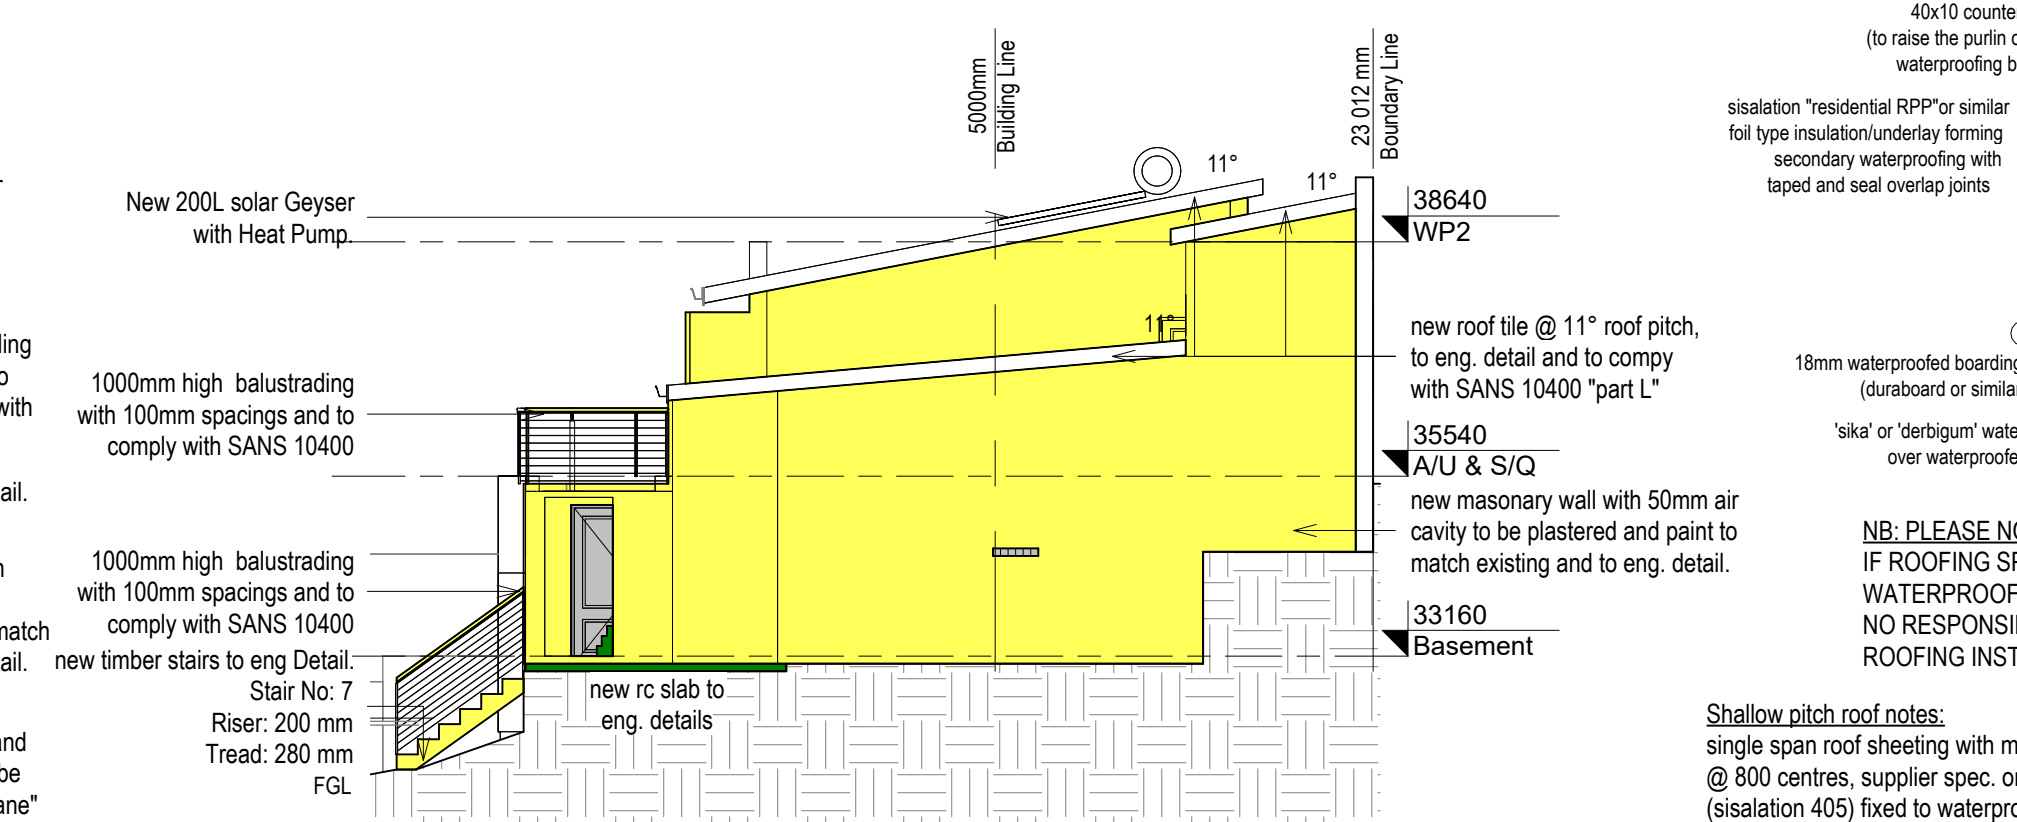 ling
with
ail.
match
ail.
and
be
ane"
New 200L solar Geyser
with Heat Pump.
1000mm high balustrading
with 100mm spacings and to
comply with SANS 10400
1000mm high balustrading
with 100mm spacings and to
comply with SANS 10400
new timber stairs to eng Detail.
Stair No: 7
Riser: 200 mm
Tread: 280 mm
FGL
5000mm
Building Line
23 012 mm
Boundary Line
11°
11°
11°
new rc slab to
eng. details
38640
WP2
new roof tile @ 11° roof pitch,
to eng. detail and to compy
with SANS 10400 "part L"
35540
A/U & S/Q
new masonary wall with 50mm air
cavity to be plastered and paint to
match existing and to eng. detail.
33160
Basement
40x10 counter
(to raise the purlin
waterproofing b
sisalation "residential RPP"or similar
foil type insulation/underlay forming
secondary waterproofing with
taped and seal overlap joints
18mm waterproofed boarding
(duraboard or similar
'sika' or 'derbigum' wate
over waterproofe
NB: PLEASE NO
IF ROOFING SP
WATERPROOF
NO RESPONSI
ROOFING INST
Shallow pitch roof notes:
single span roof sheeting with m
@ 800 centres, supplier spec. or
(sisalation 405) fixed to waterpro